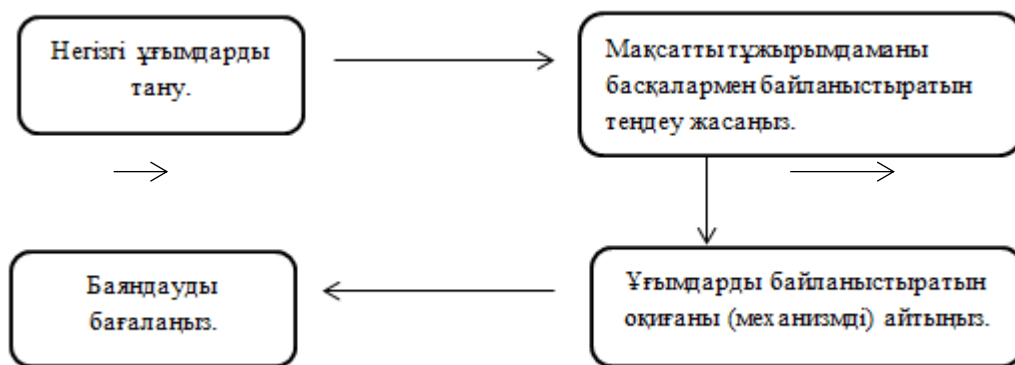 Негізгі ұғымдарды
тану.
Мақсатты тұжырымдаманы
басқалармен байланыстыратын
теңдеу жасаңыз.
Ұғымдарды байланыстыратын
оқиғаны (механизмді) айтыңыз.
Баяндауды
бағалаңыз.